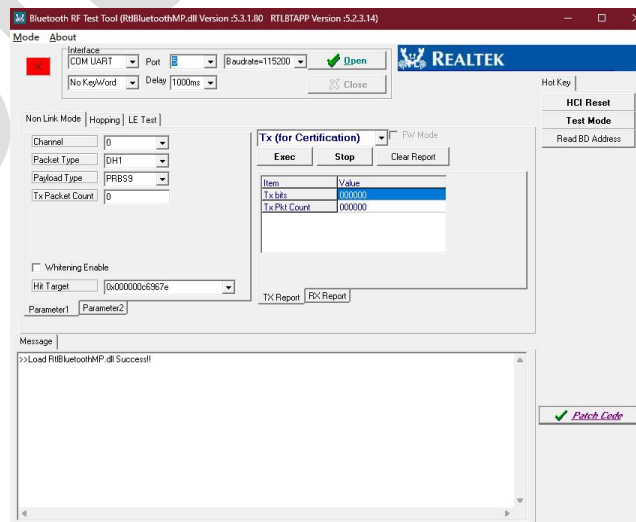 Bluetooth RF Test Tool (RtlBluetoothMP.dll Version :5.3.1.80 RTLBTAPP Version :5.2.3.14)
Mode About
Interface
COM UART Port 5 Baudrate=115200 Open
REALTEK
No KeyWord Delay 1000ms Close
Hot Key
HCI Reset
Non Link Mode Hopping LE Test
Test Mode
Channel 0
Tx (for Certification) FW Mode
Read BD Address
Packet Type DH1
Exec Stop Clear Report
Payload Type PRBS9
Item Value
Tx Packet Count 0
Tx bits 000000
Tx Pkt Count 000000
Whitening Enable
Hit Target 0x000000c6967e
TX Report RX Report
Parameter1 Parameter2
Message
>>Load RtlBluetoothMP.dll Success!!
Patch Code